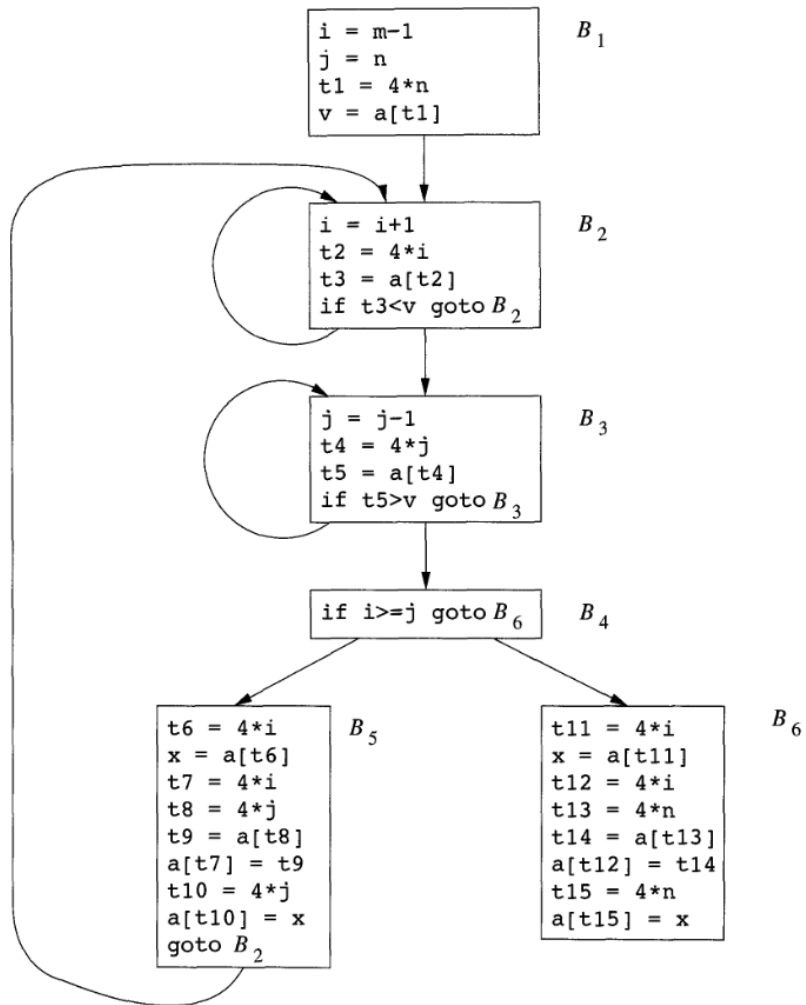 i = m-1
j = n
t1 = 4*n
v = a[t1]
B1
i = i+1
t2 = 4*i
t3 = a[t2]
if t3<v goto B2
B2
j = j-1
t4 = 4*j
t5 = a[t4]
if t5>v goto B3
B3
if i>=j goto B6
B4
t6 = 4*i
x = a[t6]
t7 = 4*i
t8 = 4*j
t9 = a[t8]
a[t7] = t9
t10 = 4*j
a[t10] = x
goto B2
B5
t11 = 4*i
x = a[t11]
t12 = 4*i
t13 = 4*n
t14 = a[t13]
a[t12] = t14
t15 = 4*n
a[t15] = x
B6